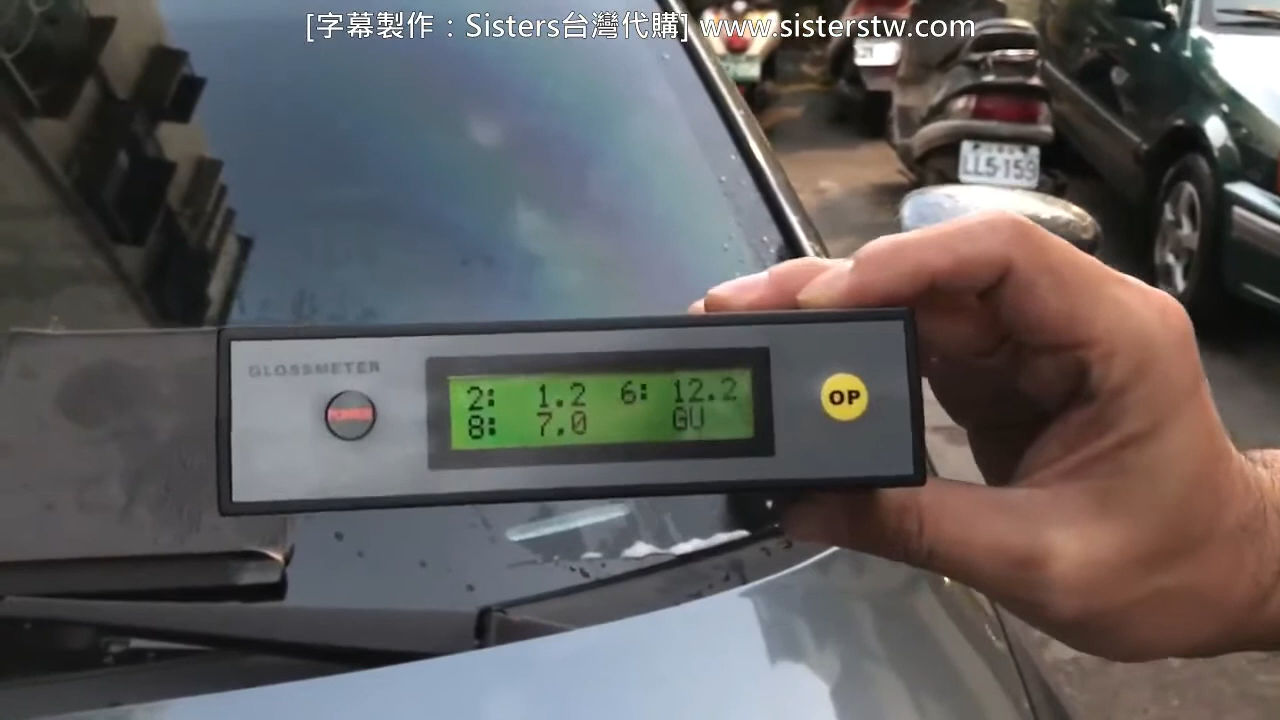 [字幕製作：Sisters台灣代購] www.sisterstw.com
LL5·159
GLOSSMETER
2: 1.2 6: 12.2
8: 7.0 GU
OP